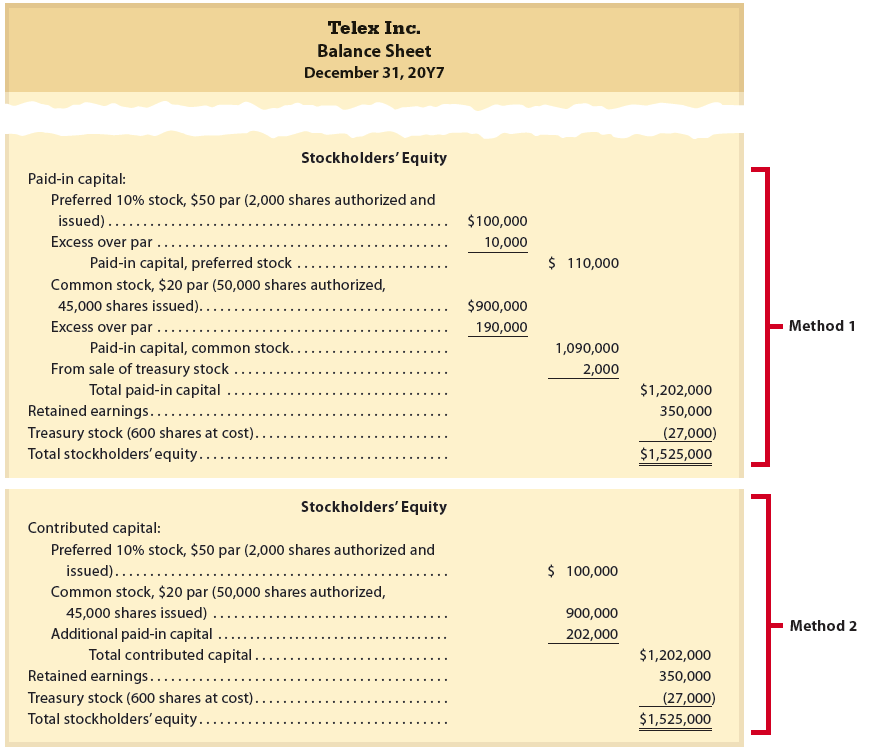 Telex Inc.
Balance Sheet
December 31, 20Y7
Stockholders' Equity
Paid-in capital:
Preferred 10% stock, $50 par (2,000 shares authorized and
issued) . . . . . . . . . . . . . . . . . . . . $100,000
Excess over par . . . . . . . . . . . . . . . . . . . . 10,000
Paid-in capital, preferred stock . . . . . . . . . . . . . . . . . . . . $ 110,000
Common stock, $20 par (50,000 shares authorized,
45,000 shares issued). . . . . . . . . . . . . . . . . . . . $900,000
Excess over par . . . . . . . . . . . . . . . . . . . . 190,000
Method 1
Paid-in capital, common stock. . . . . . . . . . . . . . . . . . . . 1,090,000
From sale of treasury stock . . . . . . . . . . . . . . . . . . . . 2,000
Total paid-in capital . . . . . . . . . . . . . . . . . . . . $1,202,000
Retained earnings. . . . . . . . . . . . . . . . . . . . 350,000
Treasury stock (600 shares at cost). . . . . . . . . . . . . . . . . . . . (27,000)
Total stockholders' equity. . . . . . . . . . . . . . . . . . . . $1,525,000
Stockholders' Equity
Contributed capital:
Preferred 10% stock, $50 par (2,000 shares authorized and
issued). . . . . . . . . . . . . . . . . . . . $ 100,000
Common stock, $20 par (50,000 shares authorized,
45,000 shares issued) . . . . . . . . . . . . . . . . . . . . 900,000
Method 2
Additional paid-in capital . . . . . . . . . . . . . . . . . . . . 202,000
Total contributed capital. . . . . . . . . . . . . . . . . . . . $1,202,000
Retained earnings. . . . . . . . . . . . . . . . . . . . 350,000
Treasury stock (600 shares at cost). . . . . . . . . . . . . . . . . . . . (27,000)
Total stockholders' equity. . . . . . . . . . . . . . . . . . . . $1,525,000